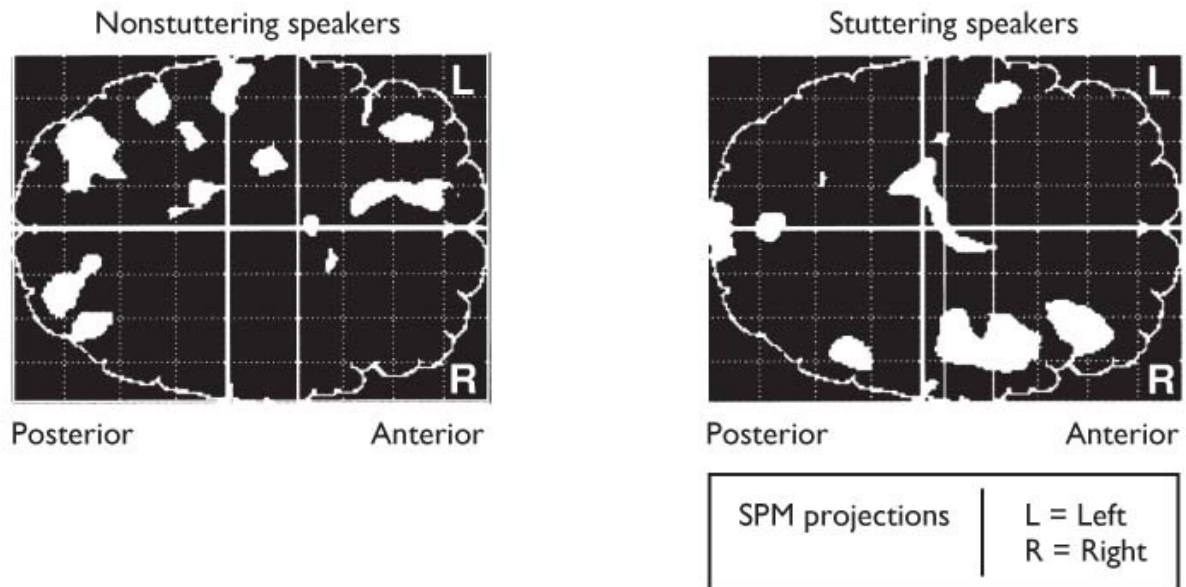 Nonstuttering speakers
Stuttering speakers
L
R
L
R
Posterior
Anterior
Posterior
Anterior
SPM projections
L = Left
R = Right